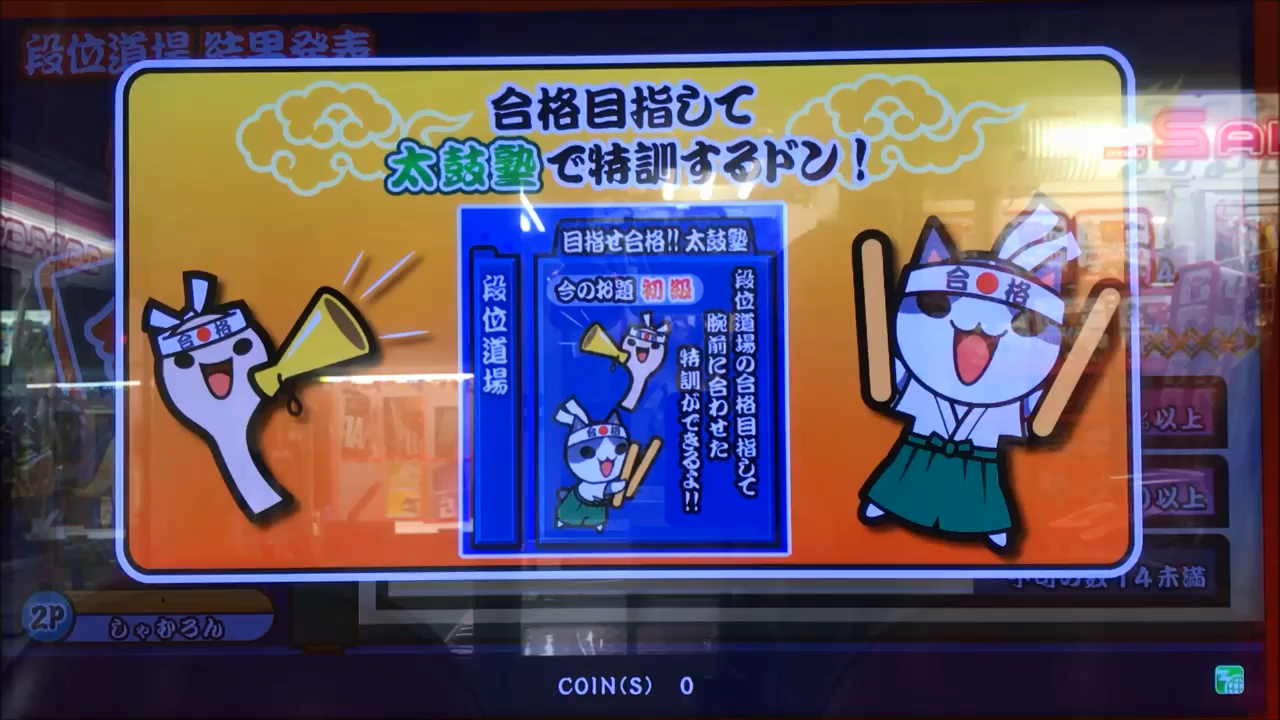 段位道場 結果発表
合格目指して
太鼓塾で特訓するドン！
目指せ合格!! 太鼓塾
段位道場
今のお題 初級
段位道場の合格目指して
腕前に合わせた
特訓ができるよ!!
合格
合格
合格
合格
以上
以上
14未満
2P
しゃむろん
COIN(S) 0